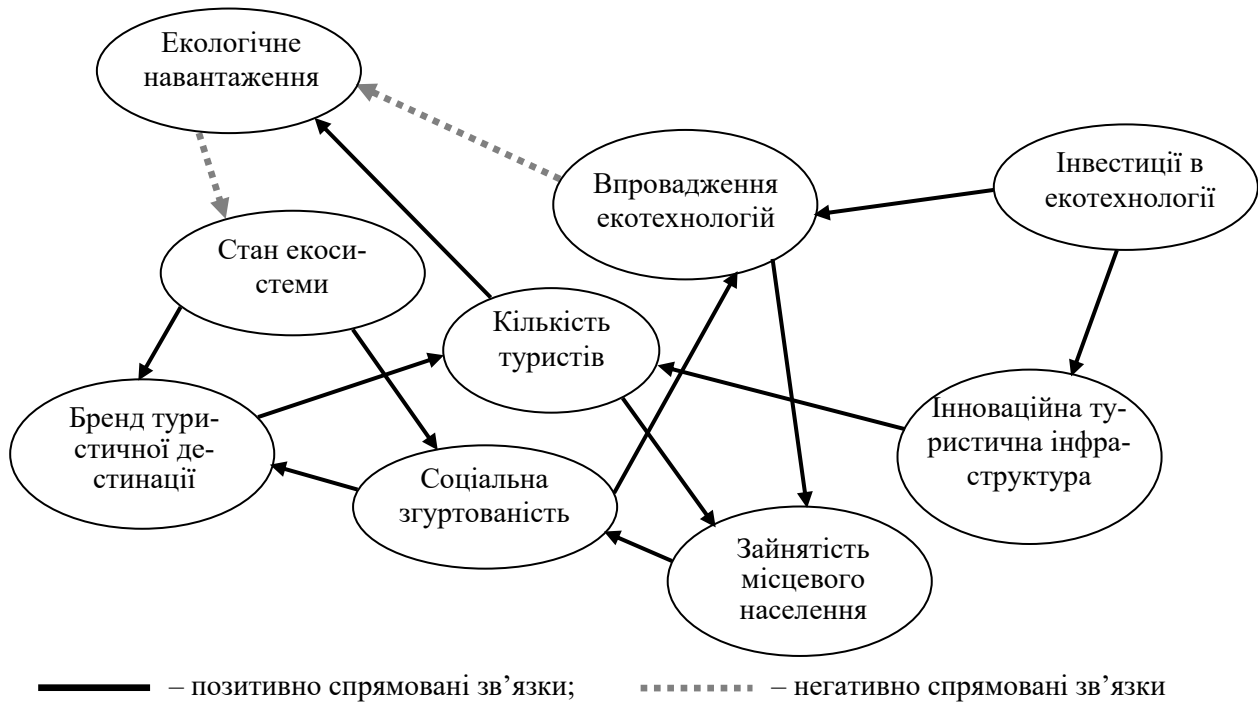 Екологічне
навантаження
Впровадження
екотехнологій
Інвестиції в
екотехнології
Стан екоси-
стеми
Кількість
туристів
Бренд тури-
стичної де-
стинації
Соціальна
згуртованість
Інноваційна ту-
ристична інфра-
структура
Зайнятість
місцевого
населення
– позитивно спрямовані зв’язки;
– негативно спрямовані зв’язки